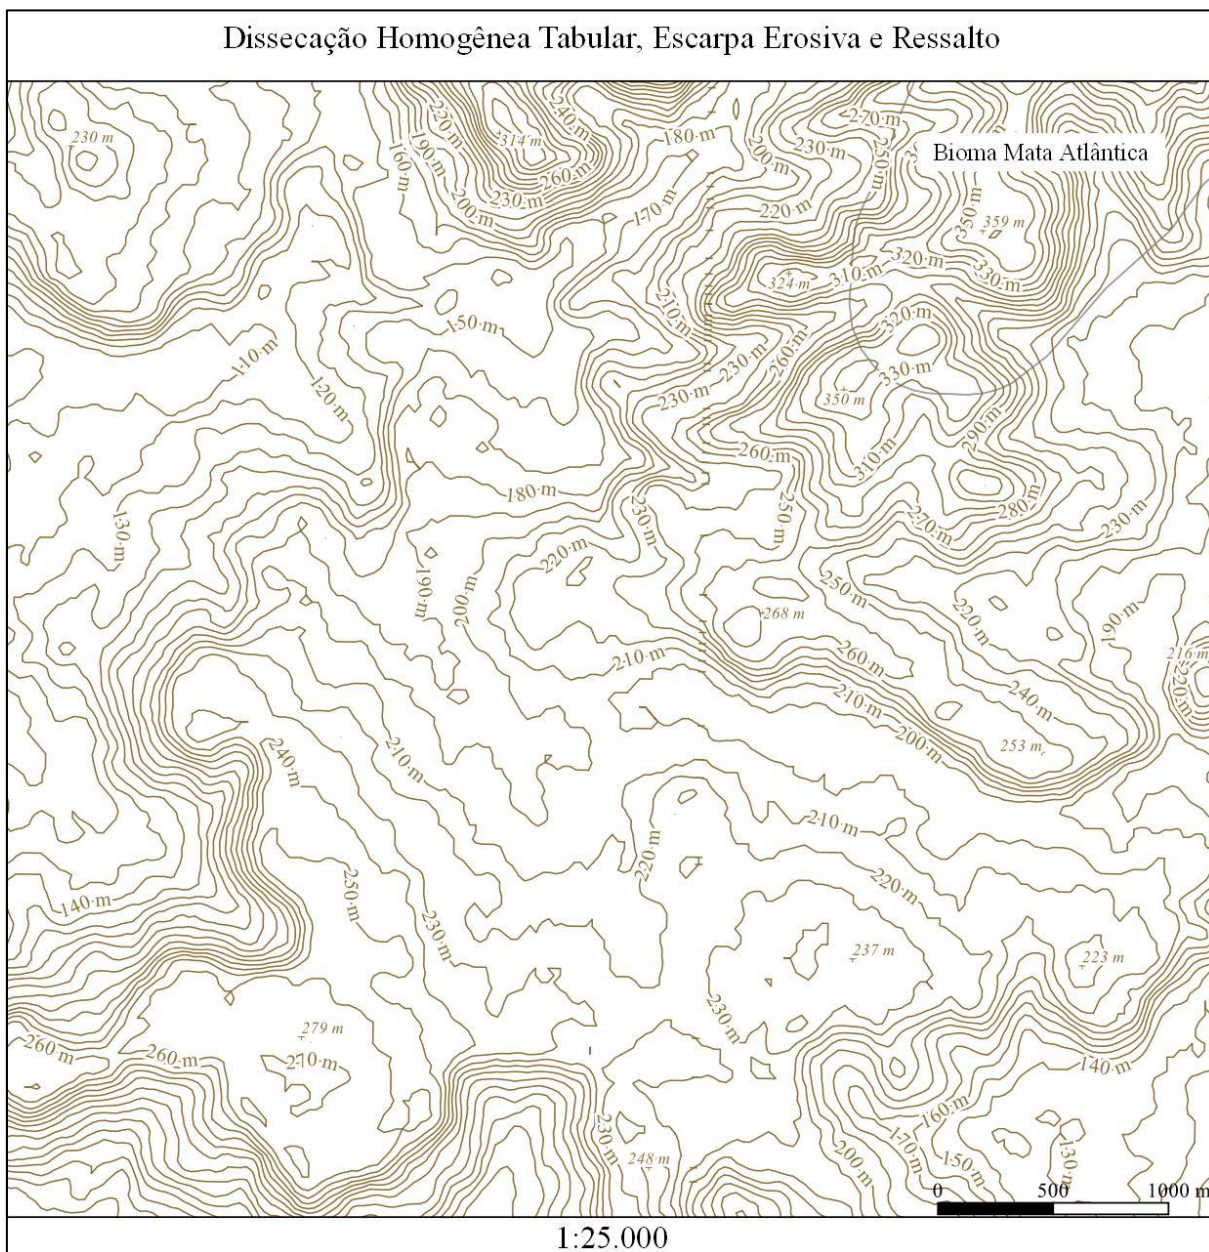 Dissecação Homogênea Tabular, Escarpa Erosiva e Ressalto
230 m
220 m
190 m
160 m
200 m
230 m
260 m
240 m
314 m
180 m
170 m
200 m
230 m
220 m
270 m
250 m
Bioma Mata Atlântica
350 m
359 m
330 m
320 m
310 m
324 m
210 m
150 m
110 m
120 m
230 m
260 m
320 m
330 m
350 m
230 m
290 m
260 m
310 m
180 m
250 m
280 m
270 m
230 m
130 m
230 m
220 m
190 m
200 m
250 m
220 m
190 m
268 m
210 m
260 m
216 m
220 m
240 m
210 m
200 m
253 m
240 m
210 m
210 m
220 m
220 m
250 m
140 m
230 m
237 m
223 m
230 m
279 m
260 m
260 m
270 m
140 m
160 m
170 m
200 m
150 m
130 m
230 m
248 m
0 500 1000 m
1:25.000